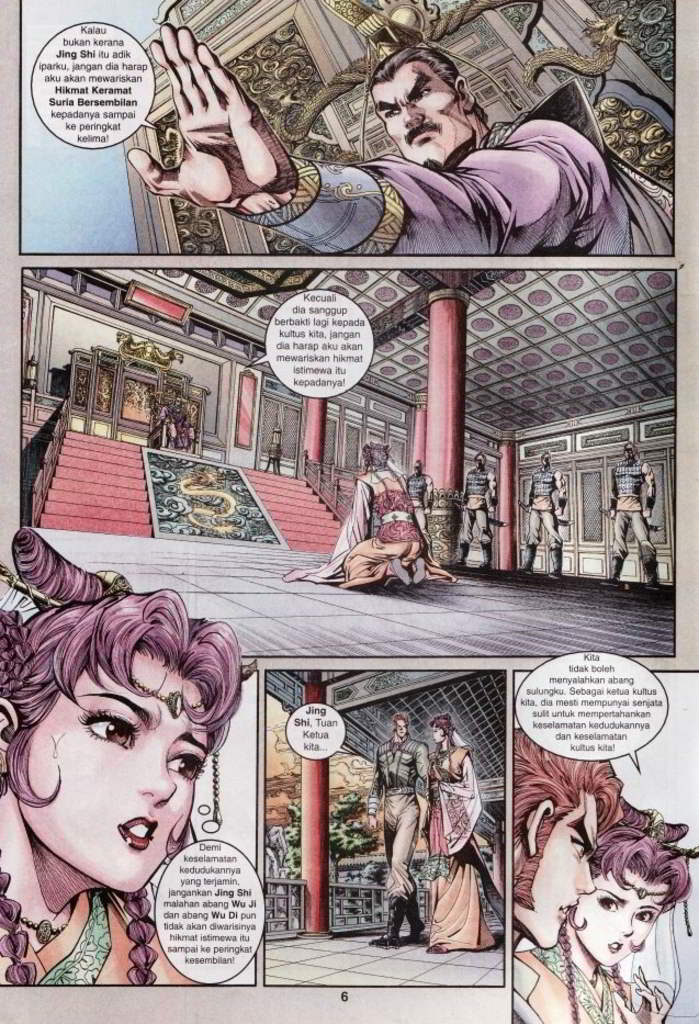 Kalau
bukan kerana
Jing Shi itu adik
iparku, jangan dia harap
aku akan mewariskan
Hikmat Keramat
Suria Bersembilan
kepadanya sampai
ke peringkat
kelima!
Kecuali
dia sanggup
berbakti lagi kepada
kultus kita, jangan
dia harap aku akan
mewariskan hikmat
istimewa itu
kepadanya!
Demi
keselamatan
kedudukannya
yang terjamin,
jangankan Jing Shi
malahan abang Wu Ji
dan abang Wu Di pun
tidak akan diwarisinya
hikmat istimewa itu
sampai ke peringkat
kesembilan!
Jing
Shi, Tuan
Ketua
kita...
Kita
tidak boleh
menyalahkan abang
sulungku. Sebagai ketua kultus
kita, dia mesti mempunyai senjata
sulit untuk mempertahankan
kedudukannya dan
keselamatan
kultus kita!
6